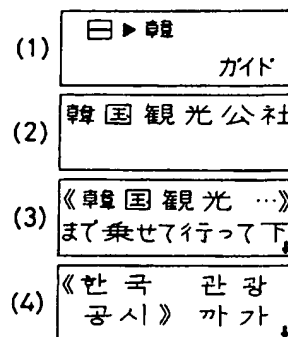 (1) 日▶韓
ガイド
(2) 韓国観光公社
(3) 《韓国観光…》
まで乗せて行って下
(4) 《한국 관광
공시》 까가